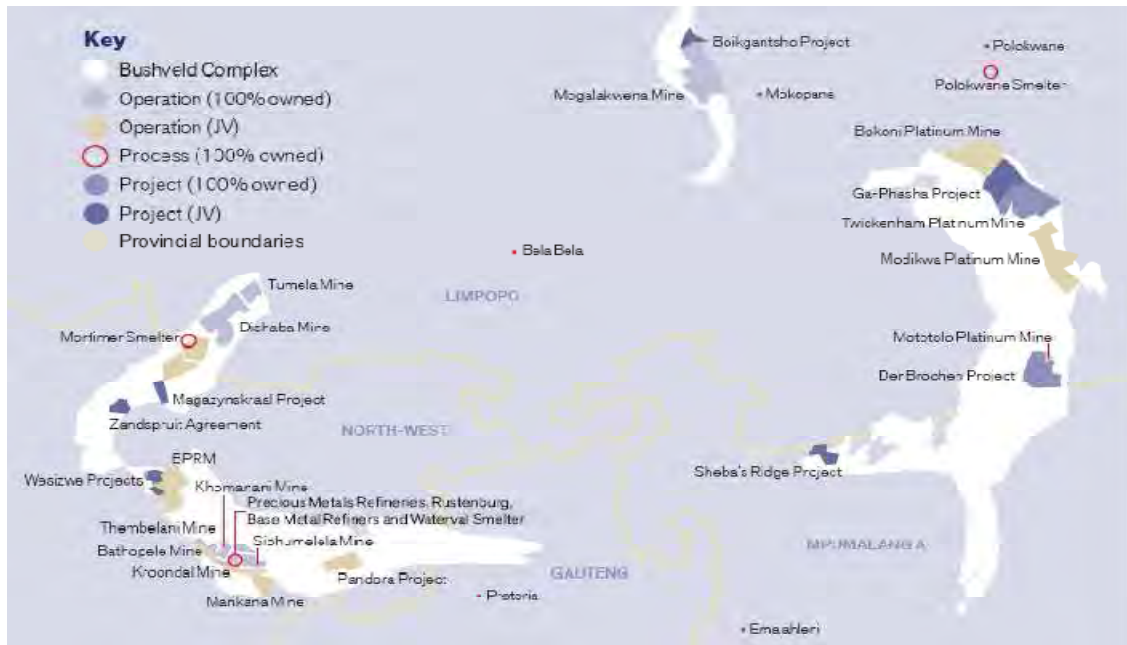 Key
Bushveld Complex
Operation (100% owned)
Operation (JV)
Process (100% owned)
Project (100% owned)
Project (JV)
Provincial boundaries
Boikgantsho Project
Polokwane
Polokwane Smelter
Mogalakwena Mine
Mokopane
Bokoni Platinum Mine
Ga-Phasha Project
Twickenham Platinum Mine
Modikwa Platinum Mine
Bela Bela
LIMPOPO
Tumela Mine
Dishaba Mine
Mortimer Smelter
Mototolo Platinum Mine
Der Brochen Project
Magazynskraal Project
Zandspruit Agreement
NORTH-WEST
EPRM
Wesizwe Projects
Khomanani Mine
Sheba's Ridge Project
Precious Metals Refineries, Rustenburg,
Base Metal Refiners and Waterval Smelter
Thembelani Mine
Siphumelela Mine
Bathopele Mine
MPUMALANGA
Kroondal Mine
Pandora Project
GAUTENG
Marikana Mine
Pretoria
Emalahleni